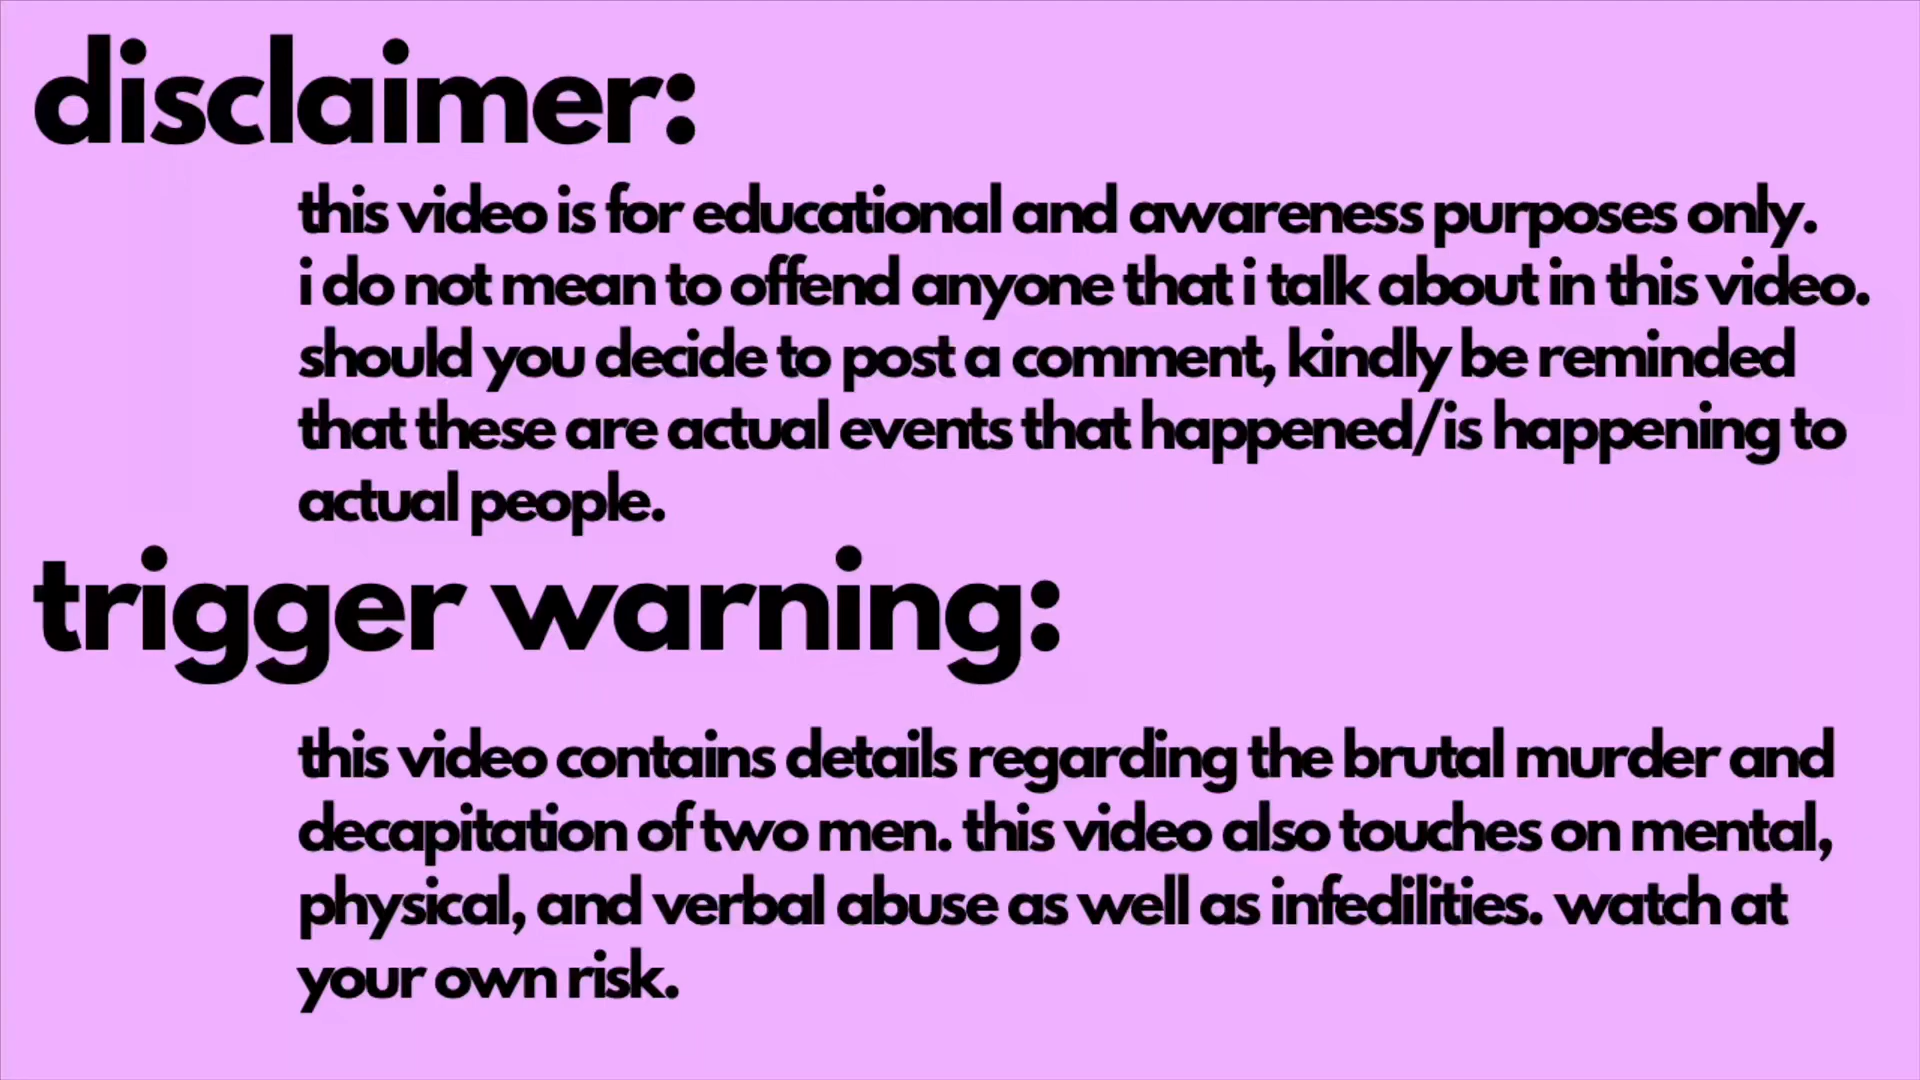 disclaimer:
this video is for educational and awareness purposes only.
i do not mean to offend anyone that i talk about in this video.
should you decide to post a comment, kindly be reminded
that these are actual events that happened/is happening to
actual people.
trigger warning:
this video contains details regarding the brutal murder and
decapitation of two men. this video also touches on mental,
physical, and verbal abuse as well as infedilities. watch at
your own risk.